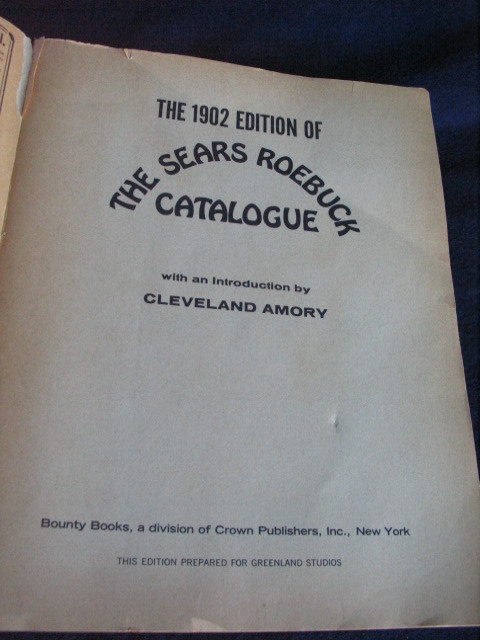 THE 1902 EDITION OF
THE SEARS ROEBUCK
CATALOGUE
with an Introduction by
CLEVELAND AMORY
Bounty Books, a division of Crown Publishers, Inc., New York
THIS EDITION PREPARED FOR GREENLAND STUDIOS